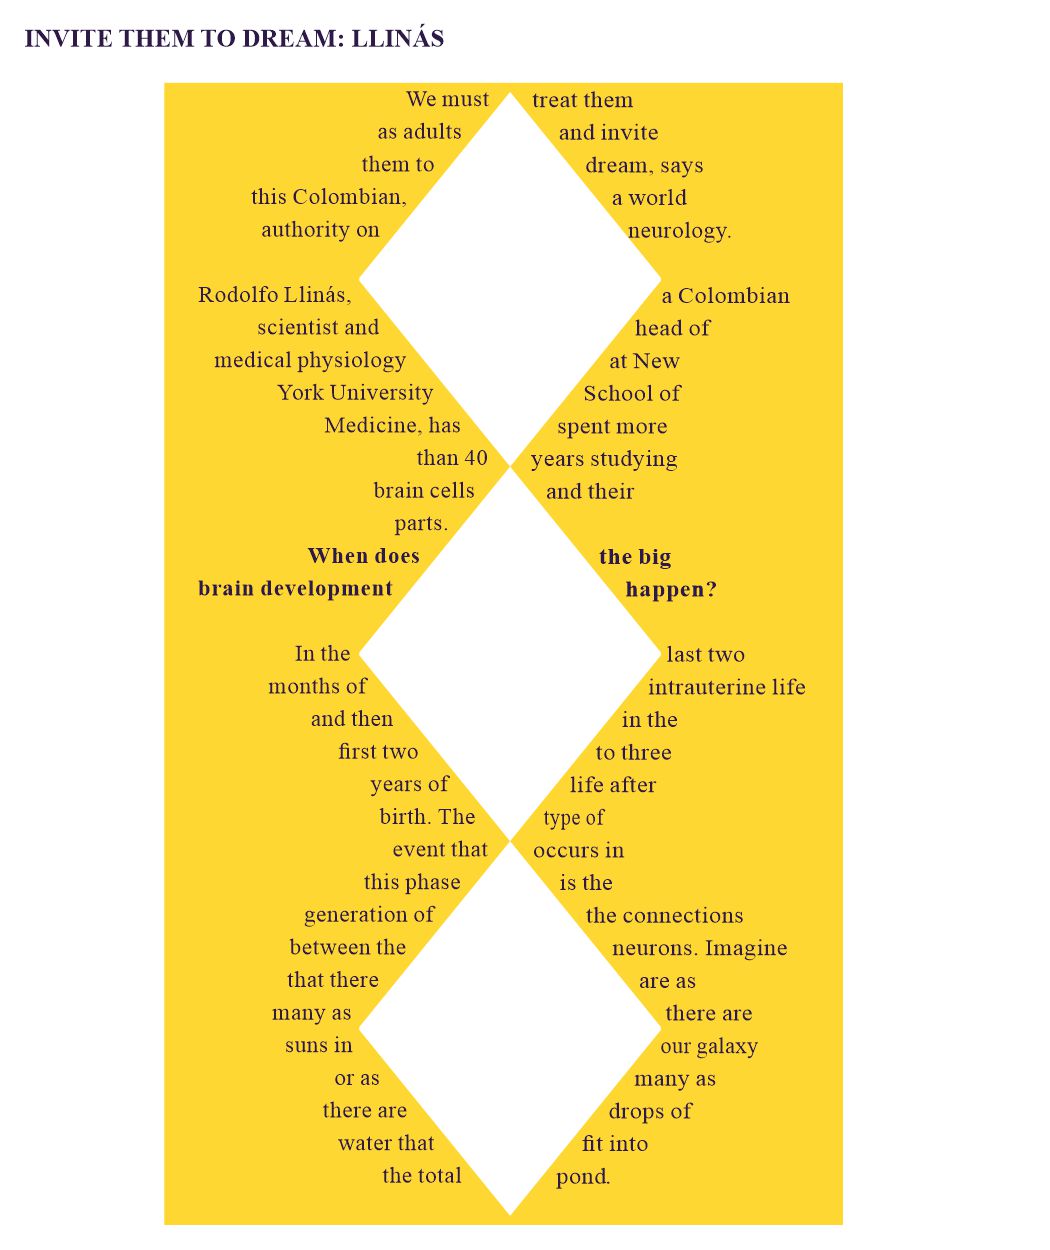 INVITE THEM TO DREAM: LLINÁS
We must treat them
as adults and invite
them to dream, says
this Colombian, a world
authority on neurology.
Rodolfo Llinás, a Colombian
scientist and head of
medical physiology at New
York University School of
Medicine, has spent more
than 40 years studying
brain cells and their
parts.
When does the big
brain development happen?
In the last two
months of intrauterine life
and then in the
first two to three
years of life after
birth. The type of
event that occurs in
this phase is the
generation of the connections
between the neurons. Imagine
that there are as
many as there are
suns in our galaxy
or as many as
there are drops of
water that fit into
the total pond.